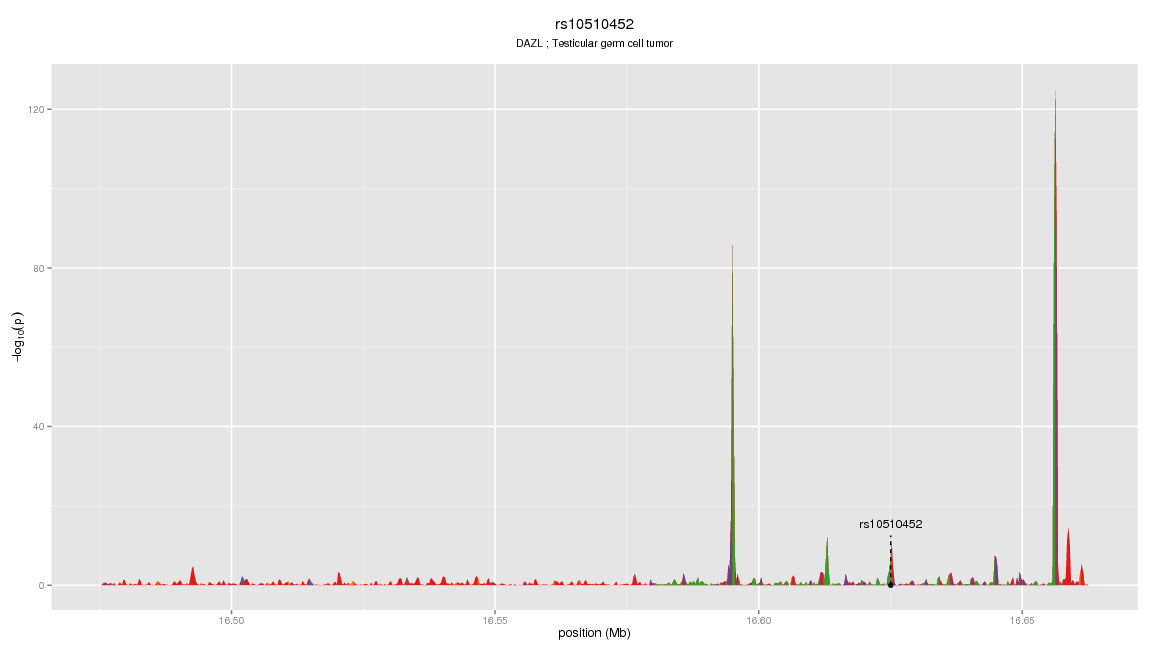 rs10510452
DAZL ; Testicular germ cell tumor
120
80
40
0
−log10(p)
rs10510452
16.50
16.55
16.60
16.65
position (Mb)